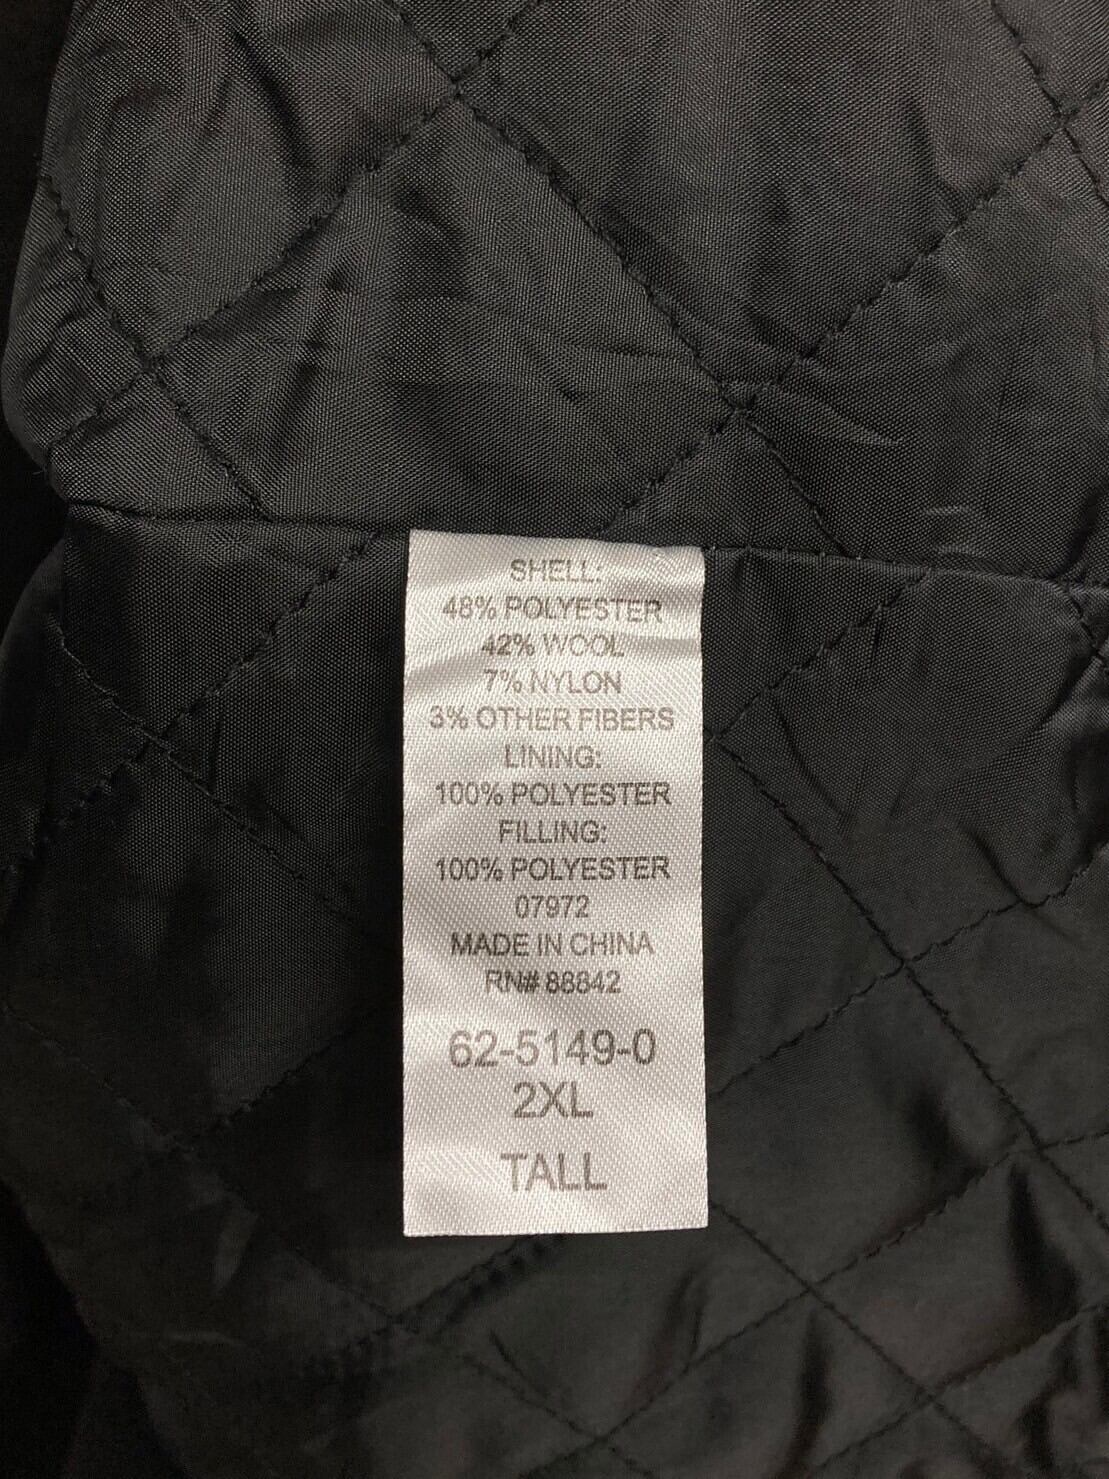 SHELL:
48% POLYESTER
42% WOOL
7% NYLON
3% OTHER FIBERS
LINING:
100% POLYESTER
FILLING:
100% POLYESTER
07972
MADE IN CHINA
RN# 88842
62-5149-0
2XL
TALL